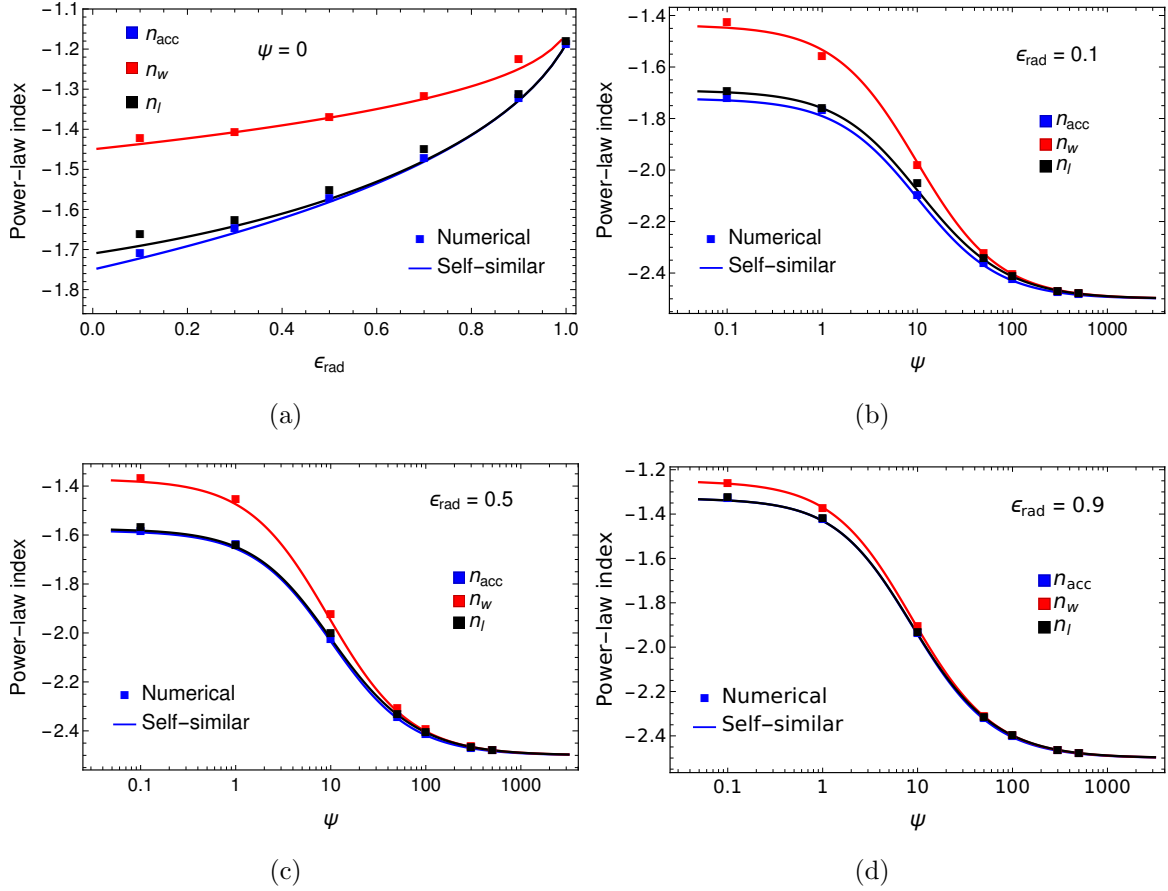 −1.1
−1.2
−1.3
−1.4
−1.5
−1.6
−1.7
−1.8
Power−law index
n_acc
n_w
n_l
ψ = 0
Numerical
Self−similar
0.0 0.2 0.4 0.6 0.8 1.0
ϵ_rad
(a)
−1.4
−1.6
−1.8
−2.0
−2.2
−2.4
Power−law index
ϵ_rad = 0.1
n_acc
n_w
n_l
Numerical
Self−similar
0.1 1 10 100 1000
ψ
(b)
−1.4
−1.6
−1.8
−2.0
−2.2
−2.4
Power−law index
ϵ_rad = 0.5
n_acc
n_w
n_l
Numerical
Self−similar
0.1 1 10 100 1000
ψ
(c)
−1.2
−1.4
−1.6
−1.8
−2.0
−2.2
−2.4
Power−law index
ϵ_rad = 0.9
n_acc
n_w
n_l
Numerical
Self−similar
0.1 1 10 100 1000
ψ
(d)